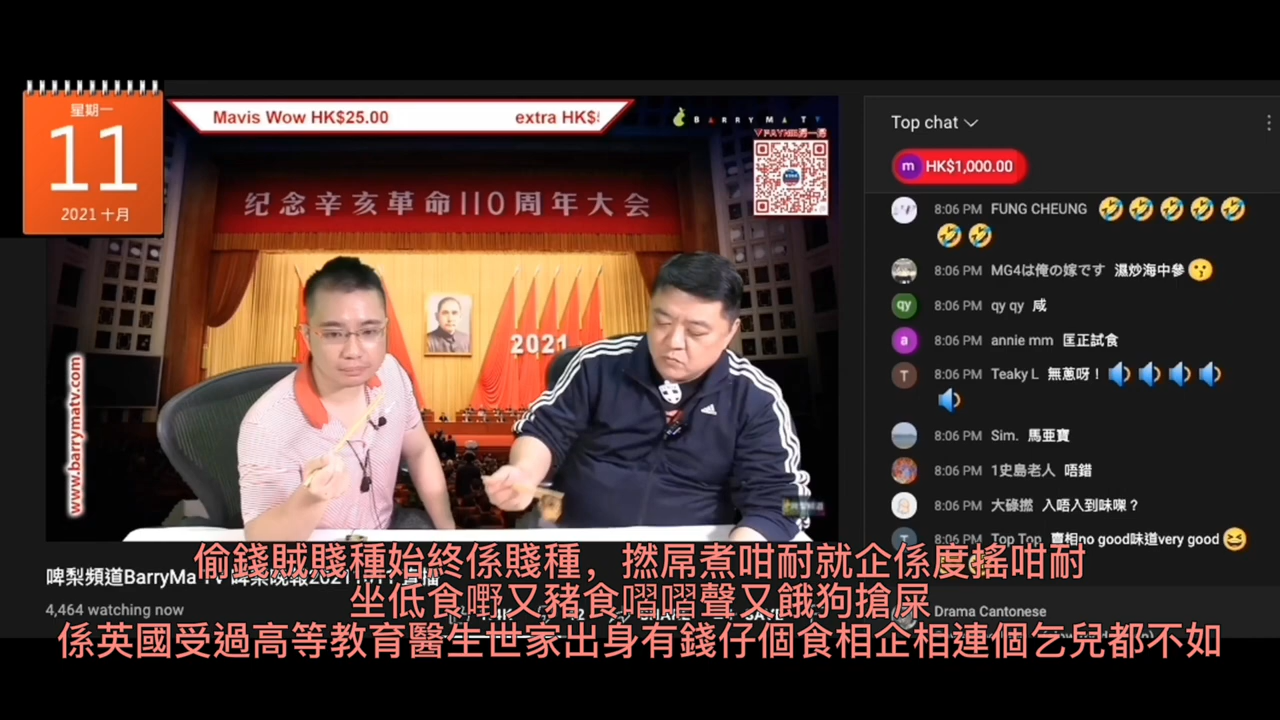 星期一
11
2021 十月
Mavis Wow HK$25.00
extra HK$
BARRYMATV
www.barrymatv.com
纪念辛亥革命110周年大会
2021
Top chat
m HK$1,000.00
8:06 PM FUNG CHEUNG 🤣🤣🤣🤣🤣
🤣🤣
8:06 PM MG4は俺の嫁です 濕炒海中參😗
qy 8:06 PM qy qy 咸
a 8:06 PM annie mm 匡正試食
T 8:06 PM Teaky L 無蔥呀！🔈🔈🔈🔈
🔈
8:06 PM Sim. 馬亜寶
8:06 PM 1史島老人 唔錯
8:06 PM 大碌撚 入唔入到味㗎？
T 8:06 PM Top Top 賣相no good味道very good😆
Drama Cantonese
啤梨頻道BarryMa
4,464 watching now
偷錢賊賤種始終係賤種，撚屌煮咁耐就企係度搖咁耐
坐低食嘢又豬食嚐嚐聲又餓狗搶屎
係英國受過高等教育醫生世家出身有錢仔個食相企相連個乞兒都不如